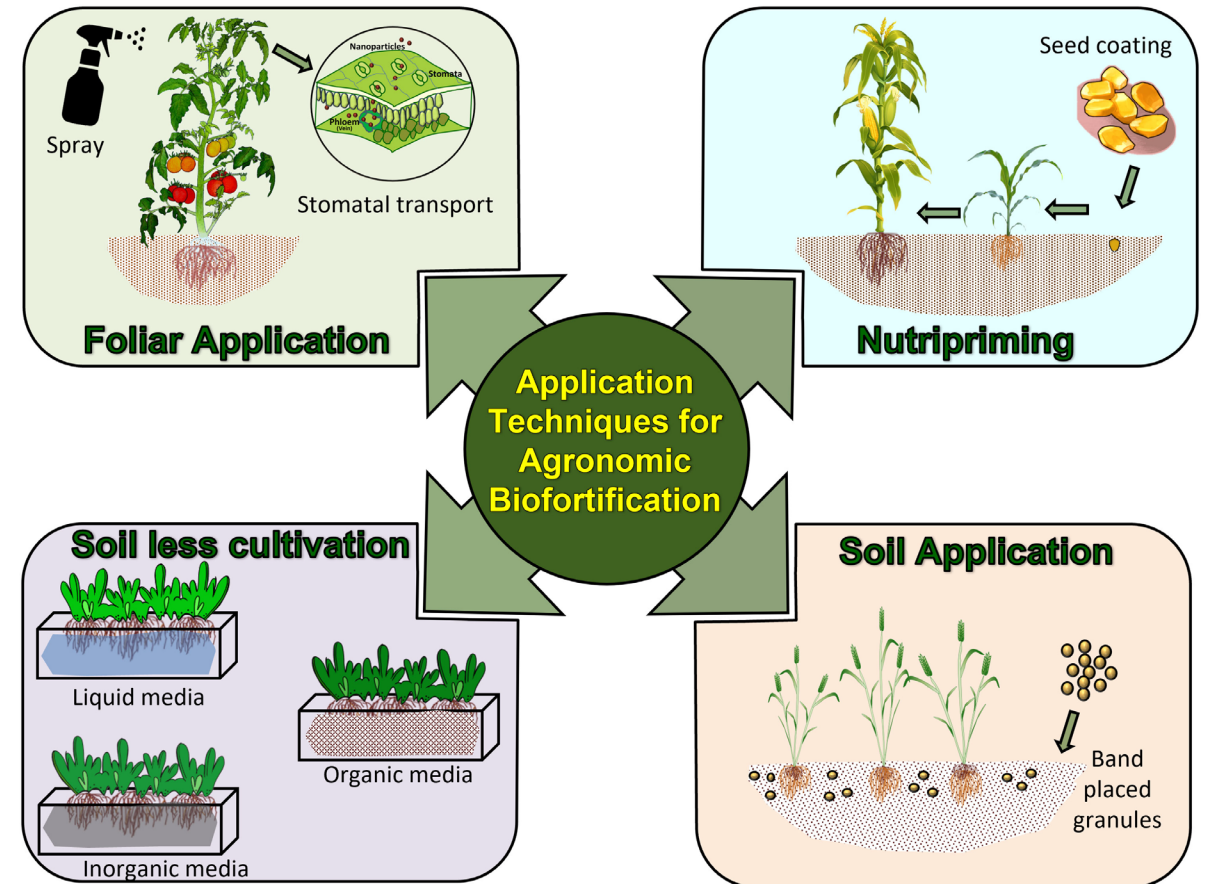 Spray
Nanoparticles
Stomata
Phloem
(Vein)
Stomatal transport
Foliar Application
Seed coating
Nutripriming
Application
Techniques for
Agronomic
Biofortification
Soil less cultivation
Liquid media
Organic media
Inorganic media
Soil Application
Band
placed
granules